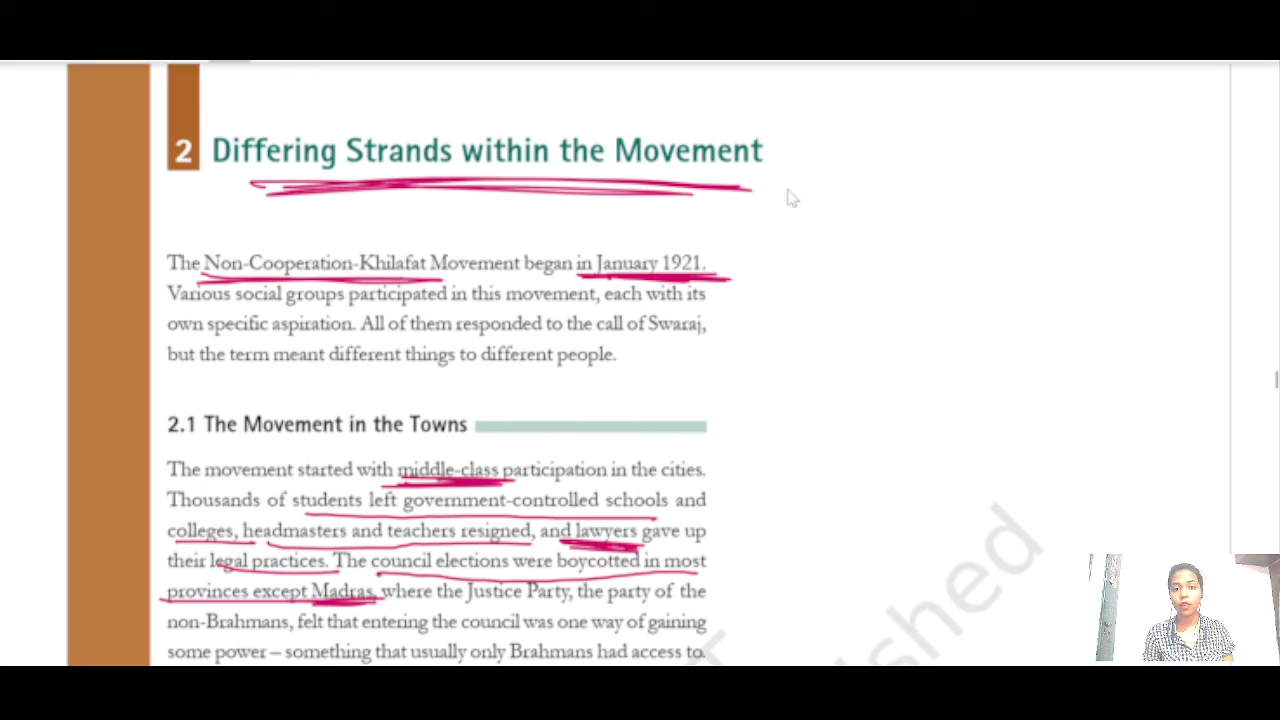 2 Differing Strands within the Movement
The Non-Cooperation-Khilafat Movement began in January 1921.
Various social groups participated in this movement, each with its
own specific aspiration. All of them responded to the call of Swaraj,
but the term meant different things to different people.
2.1 The Movement in the Towns
The movement started with middle-class participation in the cities.
Thousands of students left government-controlled schools and
colleges, headmasters and teachers resigned, and lawyers gave up
their legal practices. The council elections were boycotted in most
provinces except Madras, where the Justice Party, the party of the
non-Brahmans, felt that entering the council was one way of gaining
some power – something that usually only Brahmans had access to.